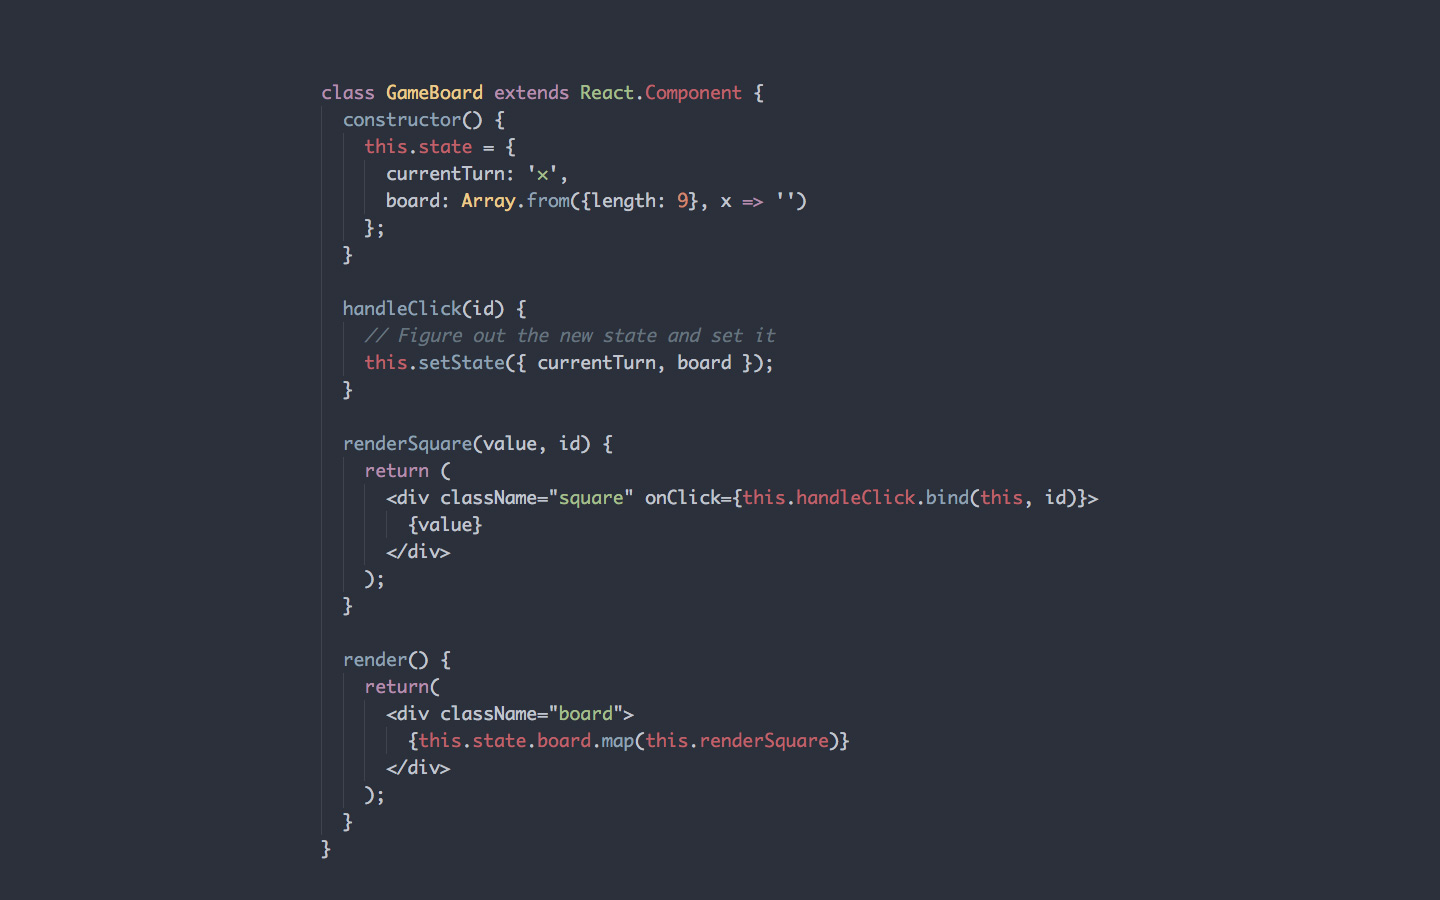 class GameBoard extends React.Component {
  constructor() {
    this.state = {
      currentTurn: 'x',
      board: Array.from({length: 9}, x => '')
    };
  }

  handleClick(id) {
    // Figure out the new state and set it
    this.setState({ currentTurn, board });
  }

  renderSquare(value, id) {
    return (
      <div className="square" onClick={this.handleClick.bind(this, id)}>
        {value}
      </div>
    );
  }

  render() {
    return(
      <div className="board">
        {this.state.board.map(this.renderSquare)}
      </div>
    );
  }
}